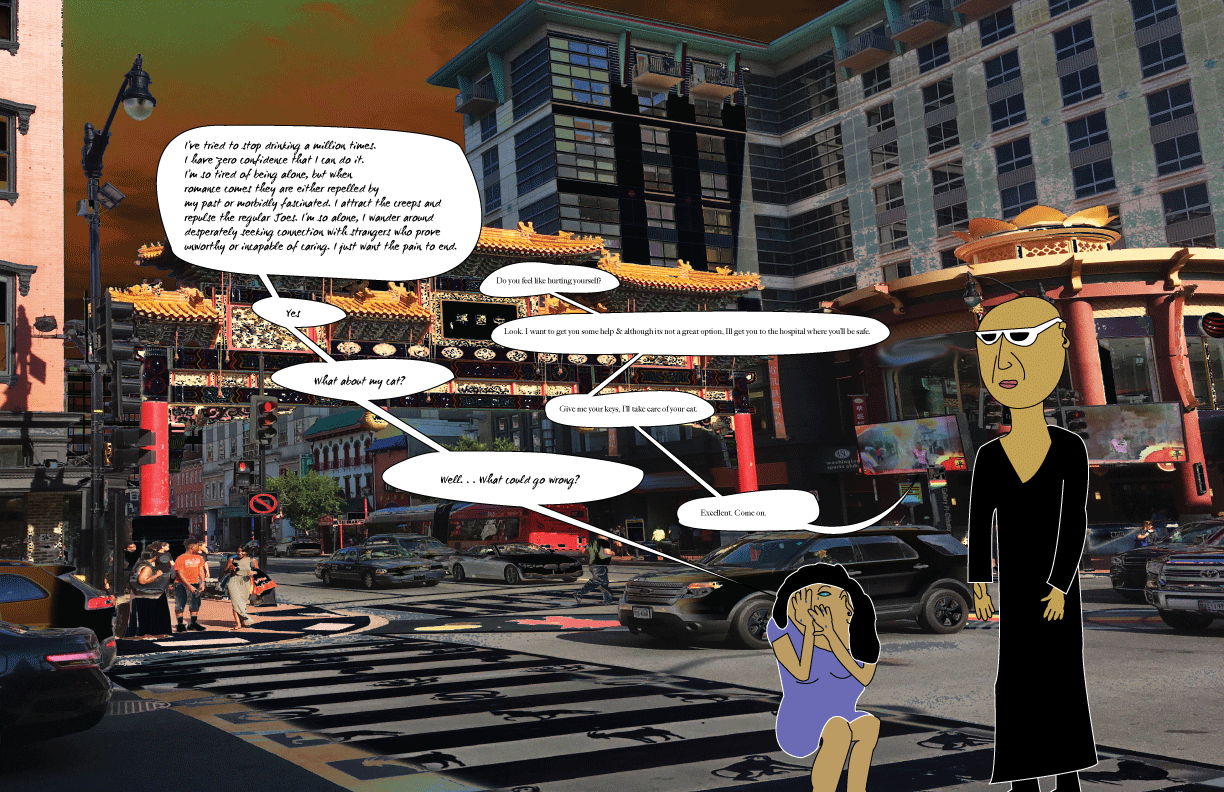 I've tried to stop drinking a million times.
I have zero confidence that I can do it.
I'm so tired of being alone, but when
romance comes they are either repelled by
my past or morbidly fascinated. I attract the creeps and
repulse the regular Joes. I'm so alone, I wander around
desperately seeking connection with strangers who prove
unworthy or incapable of caring. I just want the pain to end.
Do you feel like hurting yourself?
Yes
Look. I want to get you some help & although its not a great option, I'll get you to the hospital where you'll be safe.
What about my cat?
Give me your keys, I'll take care of your cat.
Well. . . What could go wrong?
Excellent. Come on.